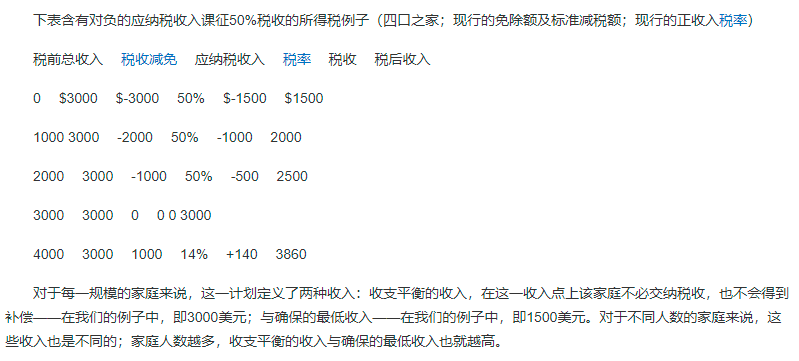 下表含有对负的应纳税收入课征50%税收的所得税例子（四口之家；现行的免除额及标准减税额；现行的正收入税率）
税前总收入 税收减免 应纳税收入 税率 税收 税后收入
0 $3000 $-3000 50% $-1500 $1500
1000 3000 -2000 50% -1000 2000
2000 3000 -1000 50% -500 2500
3000 3000 0 0 0 3000
4000 3000 1000 14% +140 3860
对于每一规模的家庭来说，这一计划定义了两种收入：收支平衡的收入，在这一收入点上该家庭不必交纳税收，也不会得到
补偿——在我们的例子中，即3000美元；与确保的最低收入——在我们的例子中，即1500美元。对于不同人数的家庭来说，这
些收入也是不同的；家庭人数越多，收支平衡的收入与确保的最低收入也就越高。